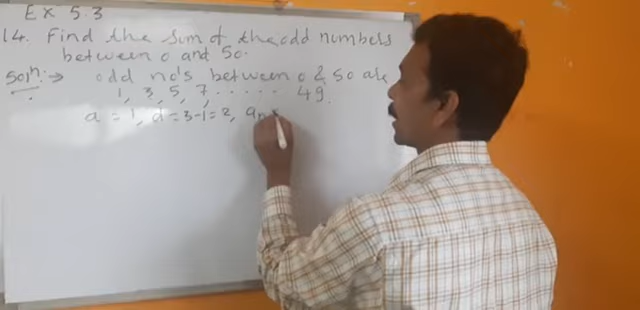 Ex 5.3
14. Find the sum of the odd numbers
between 0 and 50.
Soln:→ odd no's between 0 & 50 are
1, 3, 5, 7, ..... 49.
a = 1, d = 3-1 = 2, an